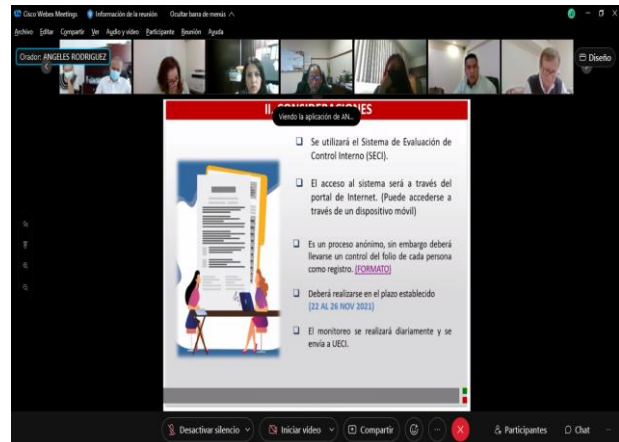 Cisco Webex Meetings
Información de la reunión
Ocultar barra de menús
Archivo Editar Compartir Ver Audio y video Participante Reunión Ayuda
Orador: ANGELES RODRIGUEZ
Diseño
II. CONSIDERACIONES
Viendo la aplicación de AN...
Se utilizará el Sistema de Evaluación de
Control Interno (SECI).
El acceso al sistema será a través del
portal de Internet. (Puede accederse a
través de un dispositivo móvil)
Es un proceso anónimo, sin embargo deberá
llevarse un control del folio de cada persona
como registro. (FORMATO)
Deberá realizarse en el plazo establecido
(22 AL 26 NOV 2021)
El monitoreo se realizará diariamente y se
envía a UECI.
Desactivar silencio
Iniciar video
Compartir
Participantes
Chat